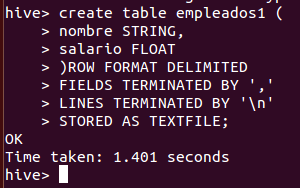 hive> create table empleados1 (
    > nombre STRING,
    > salario FLOAT
    > )ROW FORMAT DELIMITED
    > FIELDS TERMINATED BY ','
    > LINES TERMINATED BY '\n'
    > STORED AS TEXTFILE;
OK
Time taken: 1.401 seconds
hive>